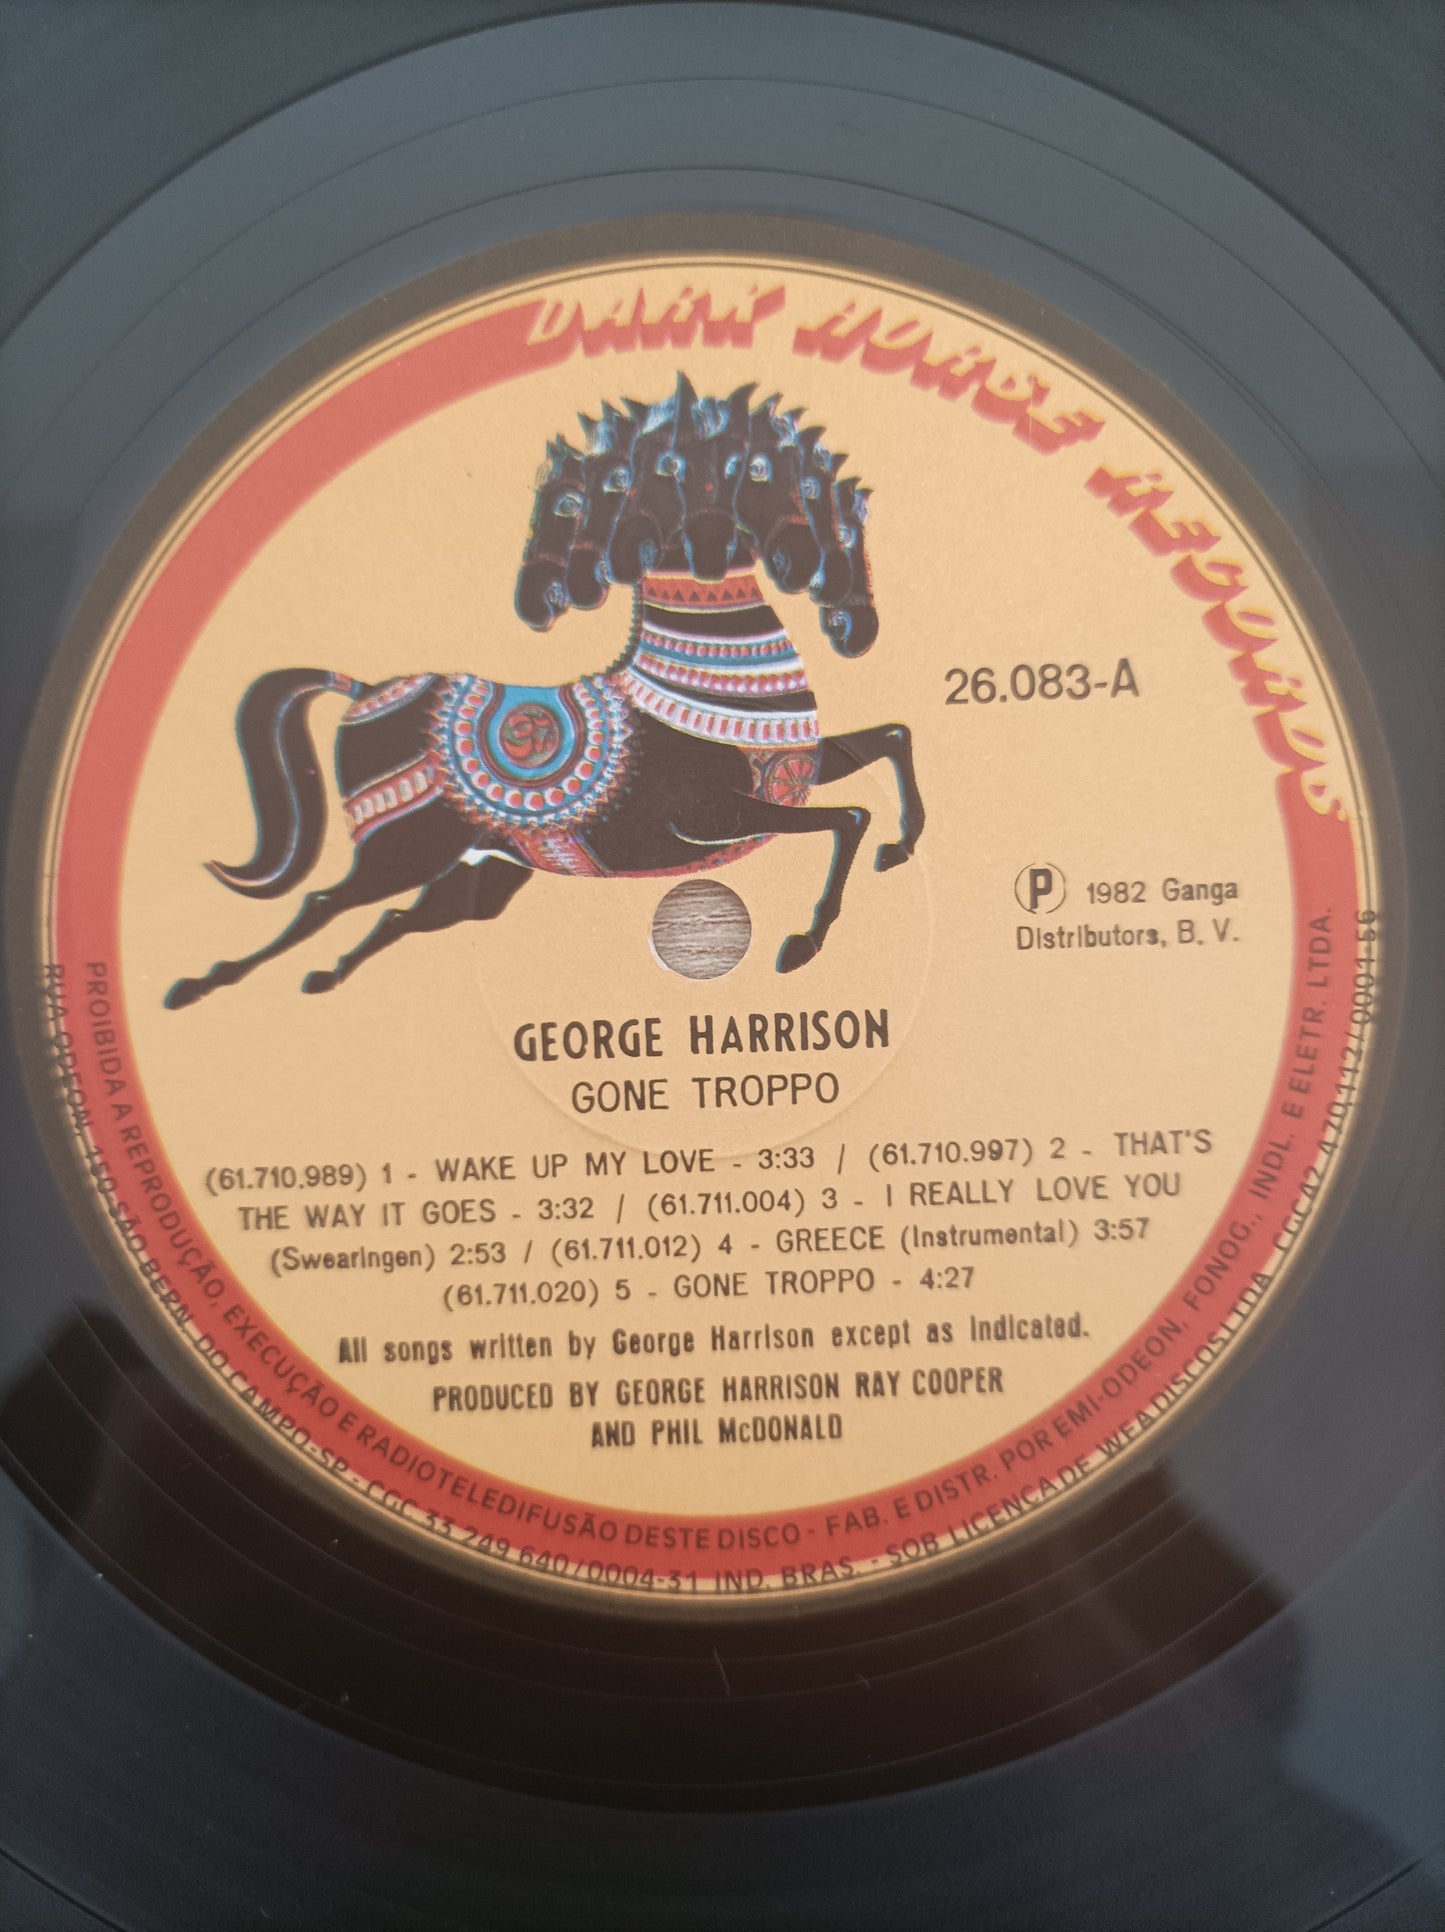 DARK HORSE RECORDS
26.083-A
P 1982 Ganga
Distributors, B. V.
GEORGE HARRISON
GONE TROPPO
(61.710.989) 1 - WAKE UP MY LOVE - 3:33 / (61.710.997) 2 - THAT'S
THE WAY IT GOES - 3:32 / (61.711.004) 3 - I REALLY LOVE YOU
(Swearingen) 2:53 / (61.711.012) 4 - GREECE (Instrumental) 3:57
(61.711.020) 5 - GONE TROPPO - 4:27
All songs written by George Harrison except as indicated.
PRODUCED BY GEORGE HARRISON RAY COOPER
AND PHIL McDONALD
PROIBIDA A REPRODUÇÃO, EXECUÇÃO E RADIOTELEDIFUSÃO DESTE DISCO - FAB. E DISTR. POR EMI-ODEON, FONOG., INDL. E ELETR. LTDA.
RUA ODEON, 150-SÃO BERN. DO CAMPO-SP - CGC 33 249 640/0004-31 IND. BRAS. - SOB LICENÇA DE WEA DISCOS LTDA CGC 42 470.112/0001-56